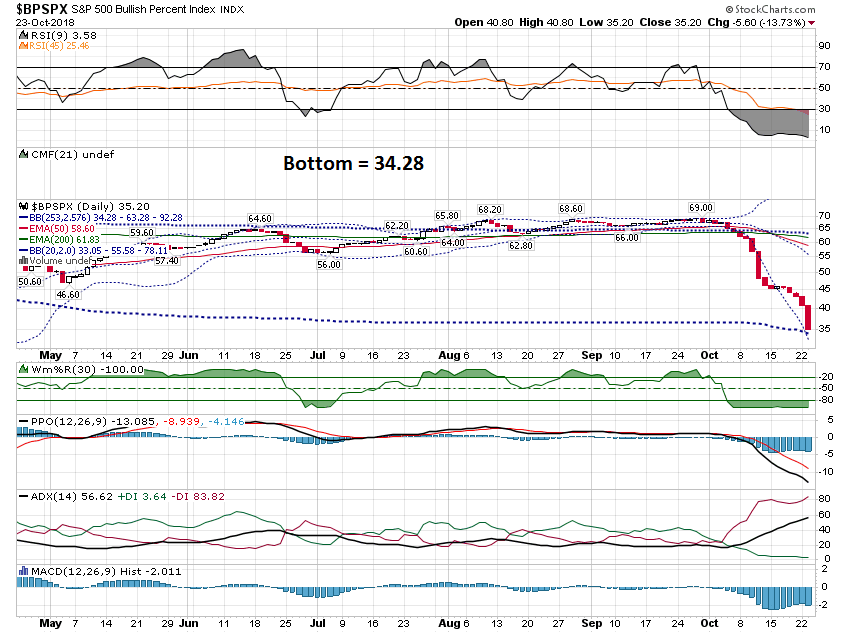 $BPSPX S&P 500 Bullish Percent Index INDX
© StockCharts.com
23-Oct-2018
Open 40.80 High 40.80 Low 35.20 Close 35.20 Chg -5.60 (-13.73%)
RSI(9) 3.58
RSI(45) 25.46
90
70
50
30
10
CMF(21) undef
Bottom = 34.28
$BPSPX (Daily) 35.20
BB(253,2.576) 34.28 - 63.28 - 92.28
EMA(50) 58.60
EMA(200) 61.83
BB(20,2.0) 33.05 - 55.58 - 78.11
Volume undef
50.60
46.60
59.60
57.40
64.60
56.00
62.20
60.60
65.80
64.00
68.20
62.80
68.60
66.00
69.00
70
65
60
55
50
45
40
35
May 7 14 21 29 Jun 11 18 25 Jul 9 16 23 Aug 6 13 20 27 Sep 10 17 24 Oct 8 15 22
Wm%R(30) -100.00
-20
-50
-80
PPO(12,26,9) -13.085, -8.939, -4.146
5
0
-5
-10
ADX(14) 56.62 +DI 3.64 -DI 83.82
80
60
40
20
0
MACD(12,26,9) Hist -2.011
2
0
-2
May 7 14 21 29 Jun 11 18 25 Jul 9 16 23 Aug 6 13 20 27 Sep 10 17 24 Oct 8 15 22